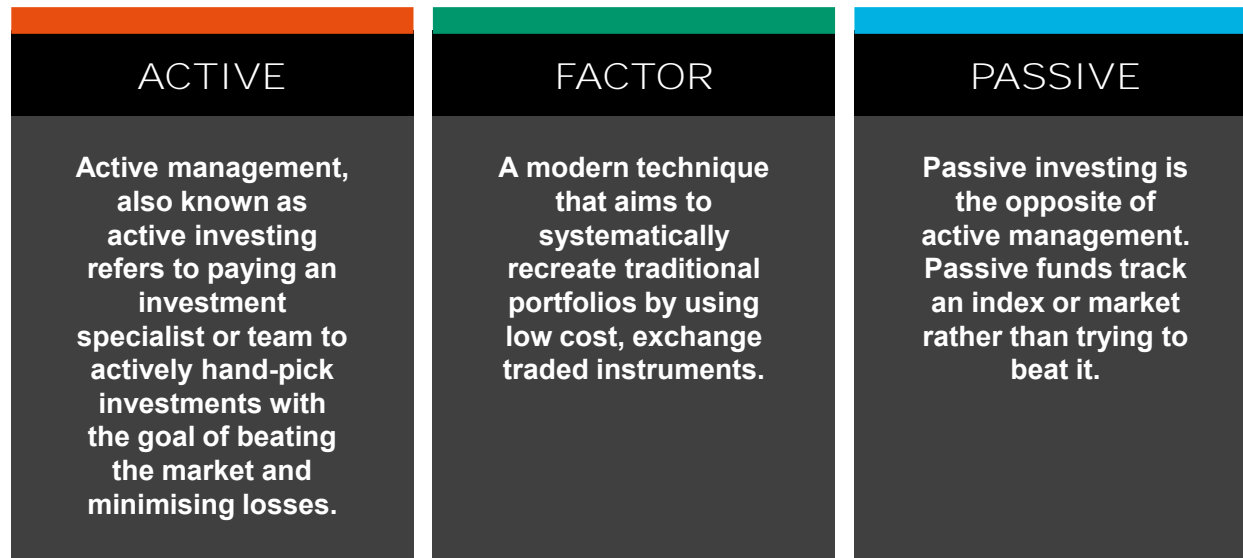 ACTIVE
Active management,
also known as
active investing
refers to paying an
investment
specialist or team to
actively hand-pick
investments with
the goal of beating
the market and
minimising losses.
FACTOR
A modern technique
that aims to
systematically
recreate traditional
portfolios by using
low cost, exchange
traded instruments.
PASSIVE
Passive investing is
the opposite of
active management.
Passive funds track
an index or market
rather than trying to
beat it.